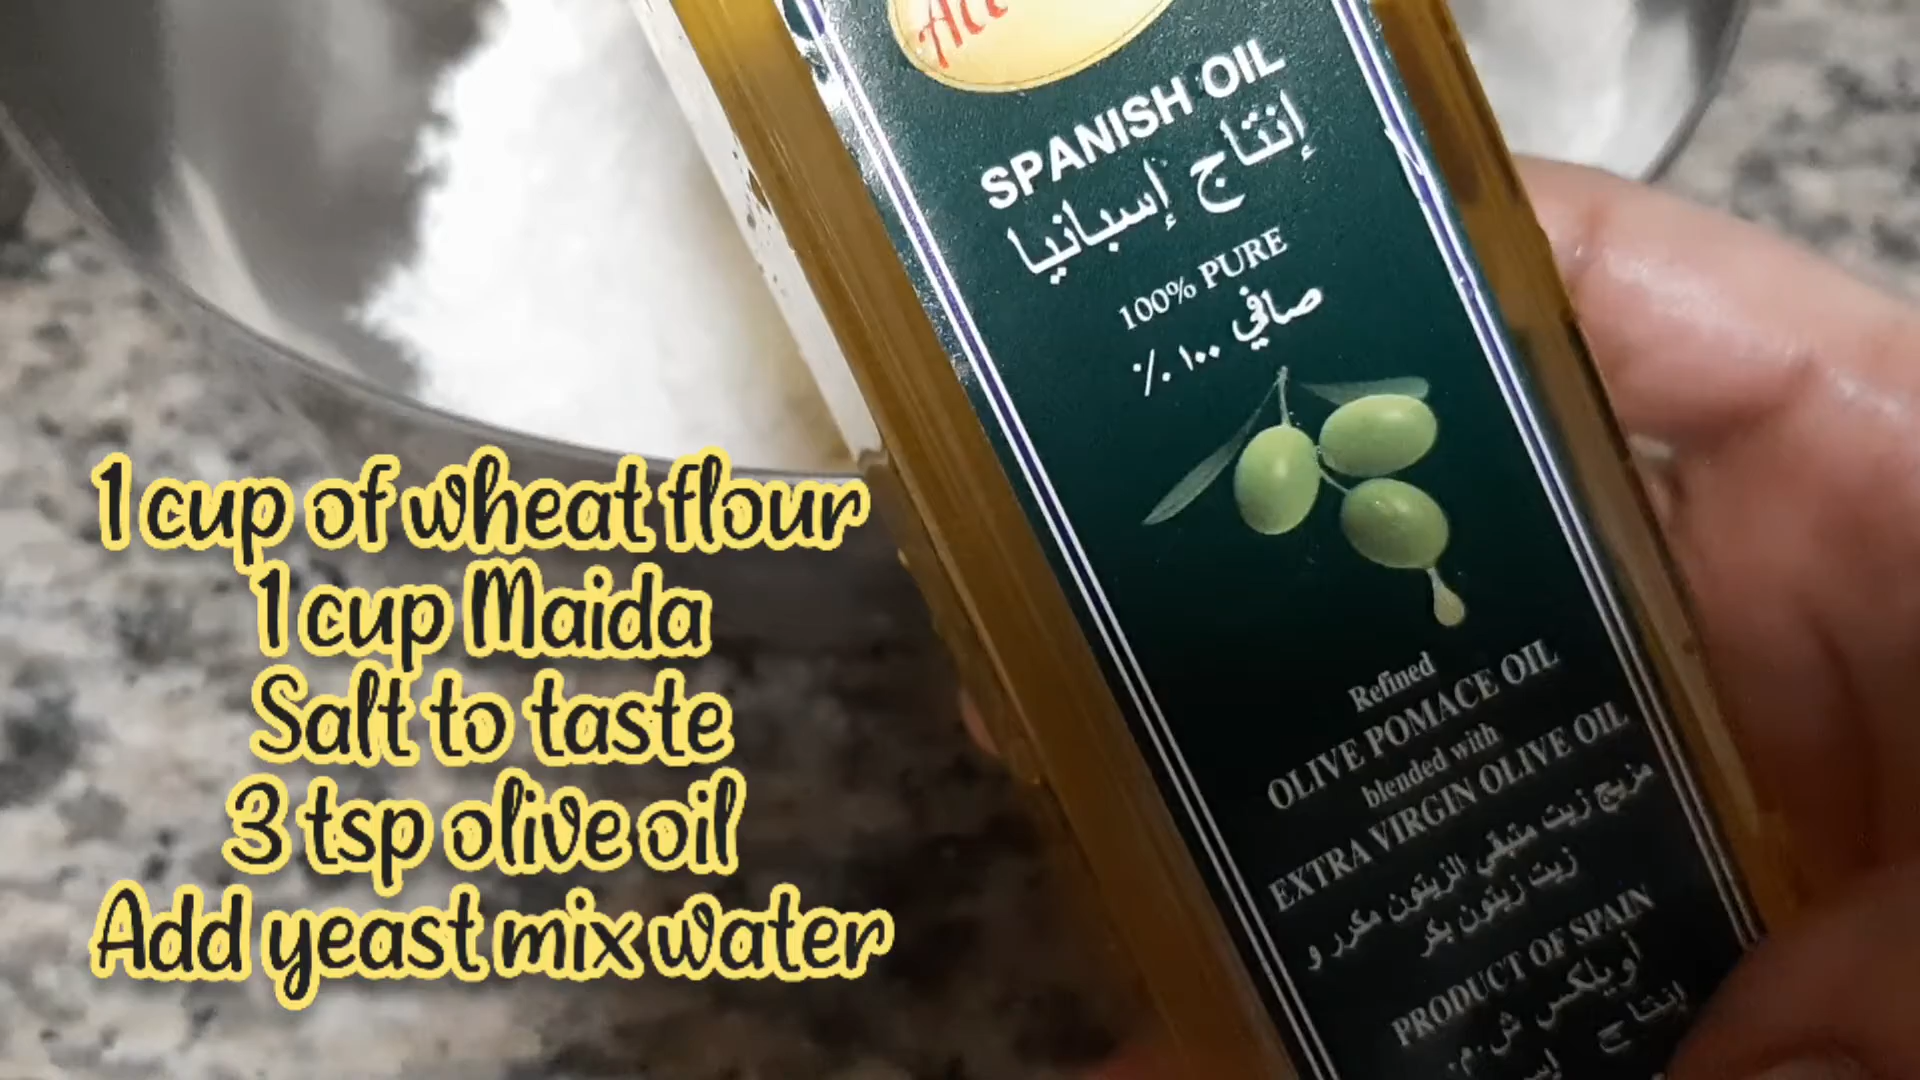 1 cup of wheat flour
1 cup Maida
Salt to taste
3 tsp olive oil
Add yeast mix water
SPANISH OIL
إنتاج إسبانيا
100% PURE
صافي ١٠٠٪
Refined
OLIVE POMACE OIL
blended with
EXTRA VIRGIN OLIVE OIL
مزيج زيت متبقي الزيتون مكرر و
زيت زيتون بكر
PRODUCT OF SPAIN
أويلكس ش.م.
إنتاج